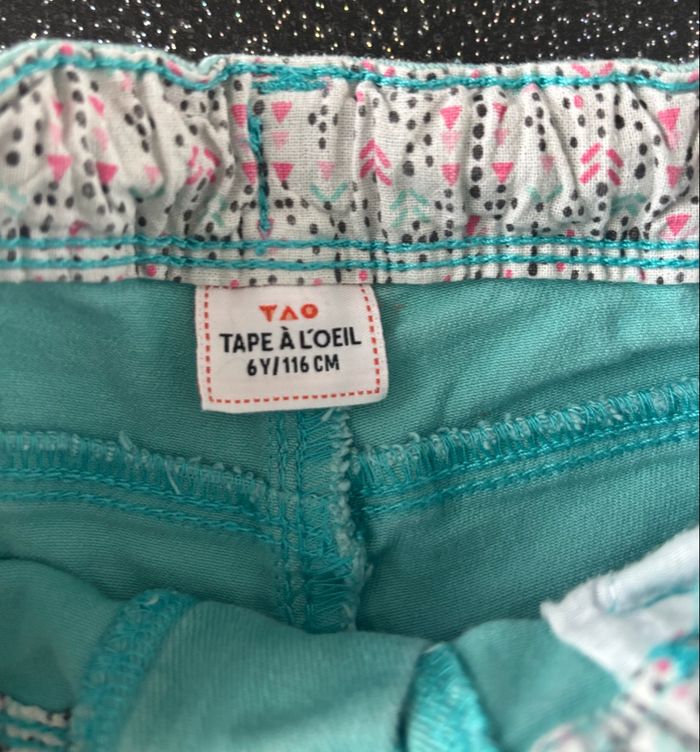 TAO
TAPE À L'OEIL
6Y/116 CM